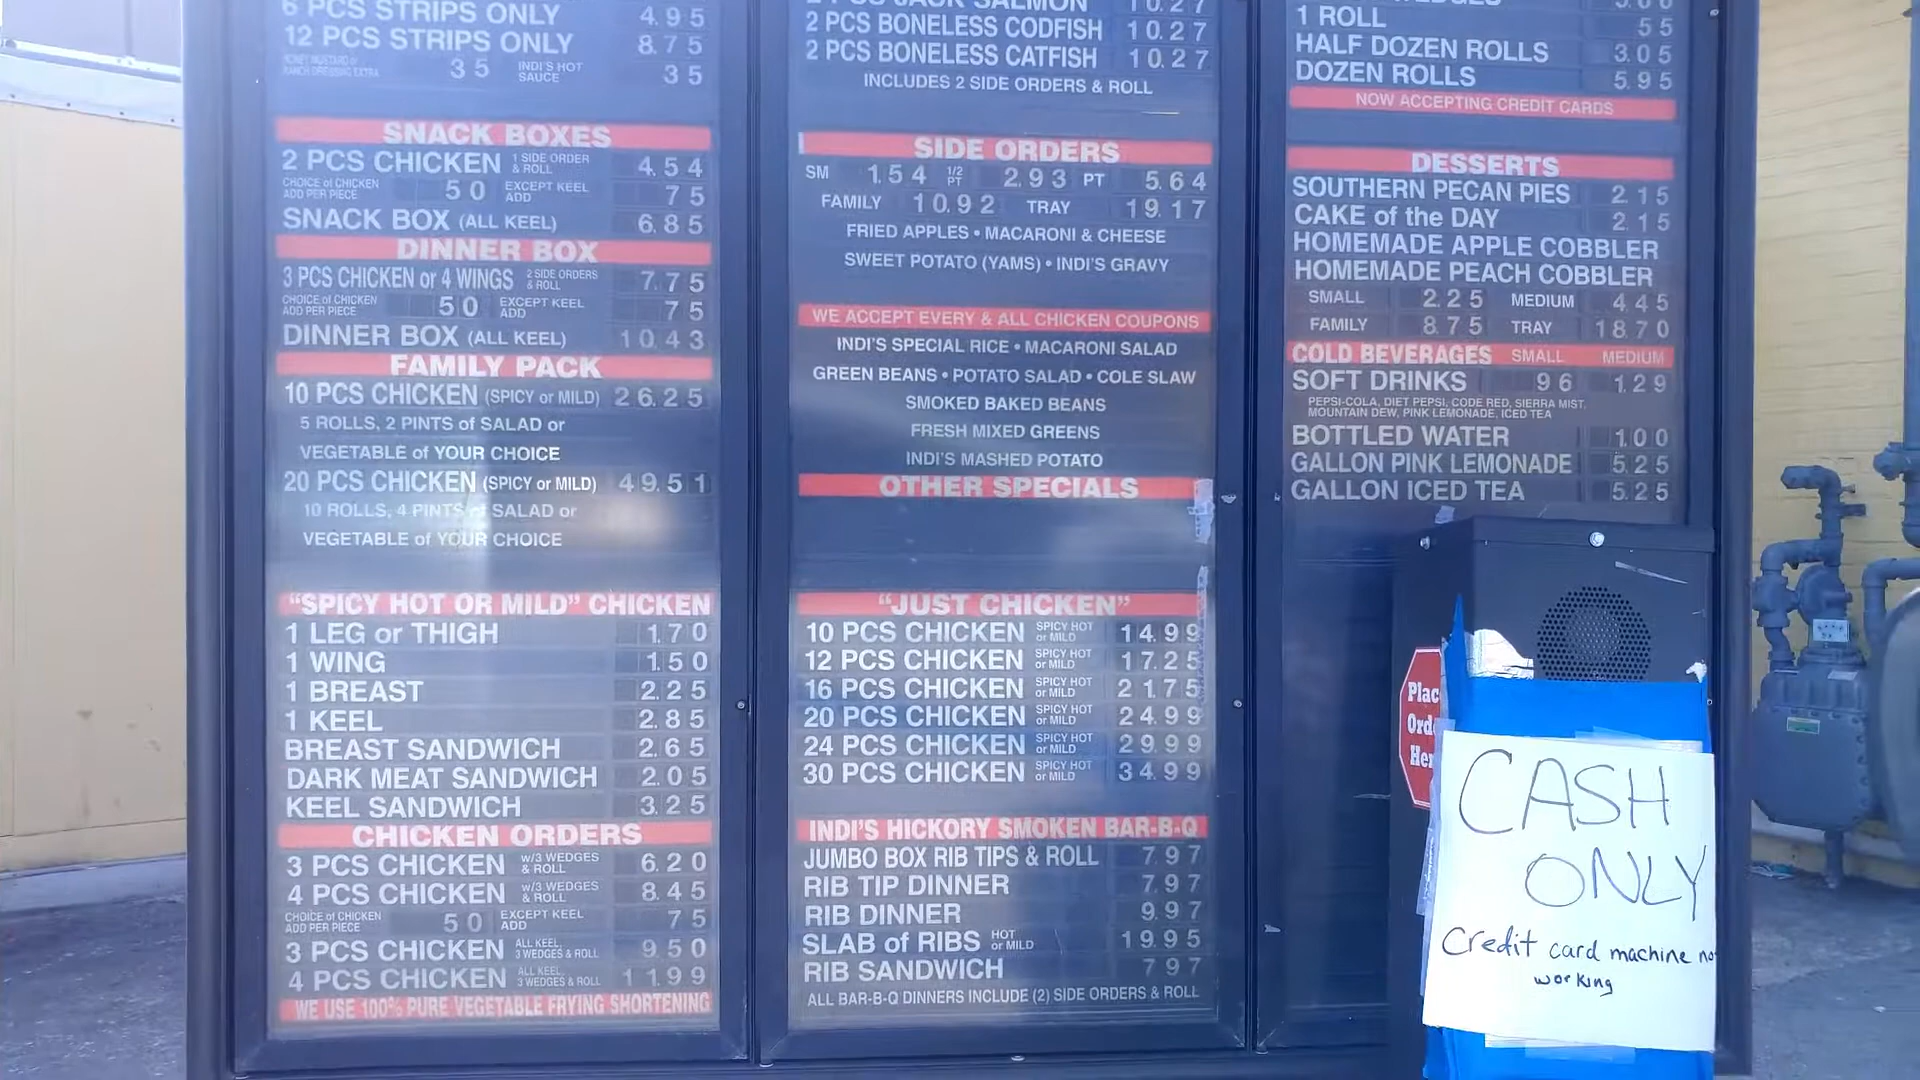 6 PCS STRIPS ONLY 4.95
12 PCS STRIPS ONLY 8.75
HONEY MUSTARD or RANCH DRESSING EXTRA 35 INDI'S HOT SAUCE 35
SNACK BOXES
2 PCS CHICKEN 1 SIDE ORDER & ROLL 4.54
CHOICE of CHICKEN ADD PER PIECE 50 EXCEPT KEEL ADD 75
SNACK BOX (ALL KEEL) 6.85
DINNER BOX
3 PCS CHICKEN or 4 WINGS 2 SIDE ORDERS & ROLL 7.75
CHOICE of CHICKEN ADD PER PIECE 50 EXCEPT KEEL ADD 75
DINNER BOX (ALL KEEL) 10.43
FAMILY PACK
10 PCS CHICKEN (SPICY or MILD) 26.25
5 ROLLS, 2 PINTS of SALAD or
VEGETABLE of YOUR CHOICE
20 PCS CHICKEN (SPICY or MILD) 49.51
10 ROLLS, 4 PINTS of SALAD or
VEGETABLE of YOUR CHOICE
"SPICY HOT OR MILD" CHICKEN
1 LEG or THIGH 1.70
1 WING 1.50
1 BREAST 2.25
1 KEEL 2.85
BREAST SANDWICH 2.65
DARK MEAT SANDWICH 2.05
KEEL SANDWICH 3.25
CHICKEN ORDERS
3 PCS CHICKEN w/3 WEDGES & ROLL 6.20
4 PCS CHICKEN w/3 WEDGES & ROLL 8.45
CHOICE of CHICKEN ADD PER PIECE 50 EXCEPT KEEL ADD 75
3 PCS CHICKEN ALL KEEL, 3 WEDGES & ROLL 9.50
4 PCS CHICKEN ALL KEEL, 3 WEDGES & ROLL 11.99
WE USE 100% PURE VEGETABLE FRYING SHORTENING
2 PCS JACK SALMON 10.27
2 PCS BONELESS CODFISH 10.27
2 PCS BONELESS CATFISH 10.27
INCLUDES 2 SIDE ORDERS & ROLL
SIDE ORDERS
SM 1.54 1/2 PT 2.93 PT 5.64
FAMILY 10.92 TRAY 19.17
FRIED APPLES • MACARONI & CHEESE
SWEET POTATO (YAMS) • INDI'S GRAVY
WE ACCEPT EVERY & ALL CHICKEN COUPONS
INDI'S SPECIAL RICE • MACARONI SALAD
GREEN BEANS • POTATO SALAD • COLE SLAW
SMOKED BAKED BEANS
FRESH MIXED GREENS
INDI'S MASHED POTATO
OTHER SPECIALS
"JUST CHICKEN"
10 PCS CHICKEN SPICY HOT or MILD 14.99
12 PCS CHICKEN SPICY HOT or MILD 17.25
16 PCS CHICKEN SPICY HOT or MILD 21.75
20 PCS CHICKEN SPICY HOT or MILD 24.99
24 PCS CHICKEN SPICY HOT or MILD 29.99
30 PCS CHICKEN SPICY HOT or MILD 34.99
INDI'S HICKORY SMOKEN BAR-B-Q
JUMBO BOX RIB TIPS & ROLL 7.97
RIB TIP DINNER 7.97
RIB DINNER 9.97
SLAB of RIBS HOT or MILD 19.95
RIB SANDWICH 7.97
ALL BAR-B-Q DINNERS INCLUDE (2) SIDE ORDERS & ROLL
WEDGES
1 ROLL 55
HALF DOZEN ROLLS 3.05
DOZEN ROLLS 5.95
NOW ACCEPTING CREDIT CARDS
DESSERTS
SOUTHERN PECAN PIES 2.15
CAKE of the DAY 2.15
HOMEMADE APPLE COBBLER
HOMEMADE PEACH COBBLER
SMALL 2.25 MEDIUM 4.45
FAMILY 8.75 TRAY 18.70
COLD BEVERAGES SMALL MEDIUM
SOFT DRINKS 96 1.29
PEPSI-COLA, DIET PEPSI, CODE RED, SIERRA MIST,
MOUNTAIN DEW, PINK LEMONADE, ICED TEA
BOTTLED WATER 1.00
GALLON PINK LEMONADE 5.25
GALLON ICED TEA 5.25
Plac
Orde
Her
CASH
ONLY
Credit card machine no
working